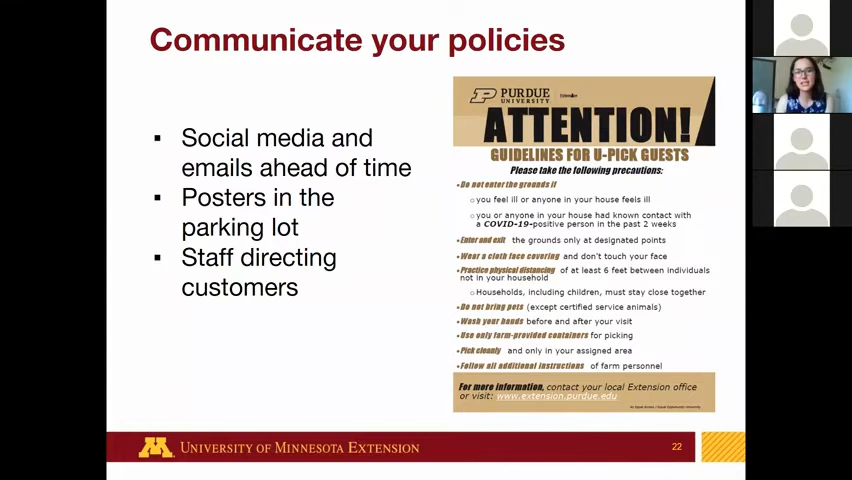 Communicate your policies
▪ Social media and
emails ahead of time
▪ Posters in the
parking lot
▪ Staff directing
customers
PURDUE
UNIVERSITY
Extension
ATTENTION!
GUIDELINES FOR U-PICK GUESTS
Please take the following precautions:
•Do not enter the grounds if
○you feel ill or anyone in your house feels ill
○you or anyone in your house had known contact with
a COVID-19-positive person in the past 2 weeks
•Enter and exit the grounds only at designated points
•Wear a cloth face covering and don't touch your face
•Practice physical distancing of at least 6 feet between individuals
not in your household
○Households, including children, must stay close together
•Do not bring pets (except certified service animals)
•Wash your hands before and after your visit
•Use only farm-provided containers for picking
•Pick cleanly and only in your assigned area
•Follow all additional instructions of farm personnel
For more information, contact your local Extension office
or visit: www.extension.purdue.edu
An Equal Access / Equal Opportunity University
M
UNIVERSITY OF MINNESOTA EXTENSION
22